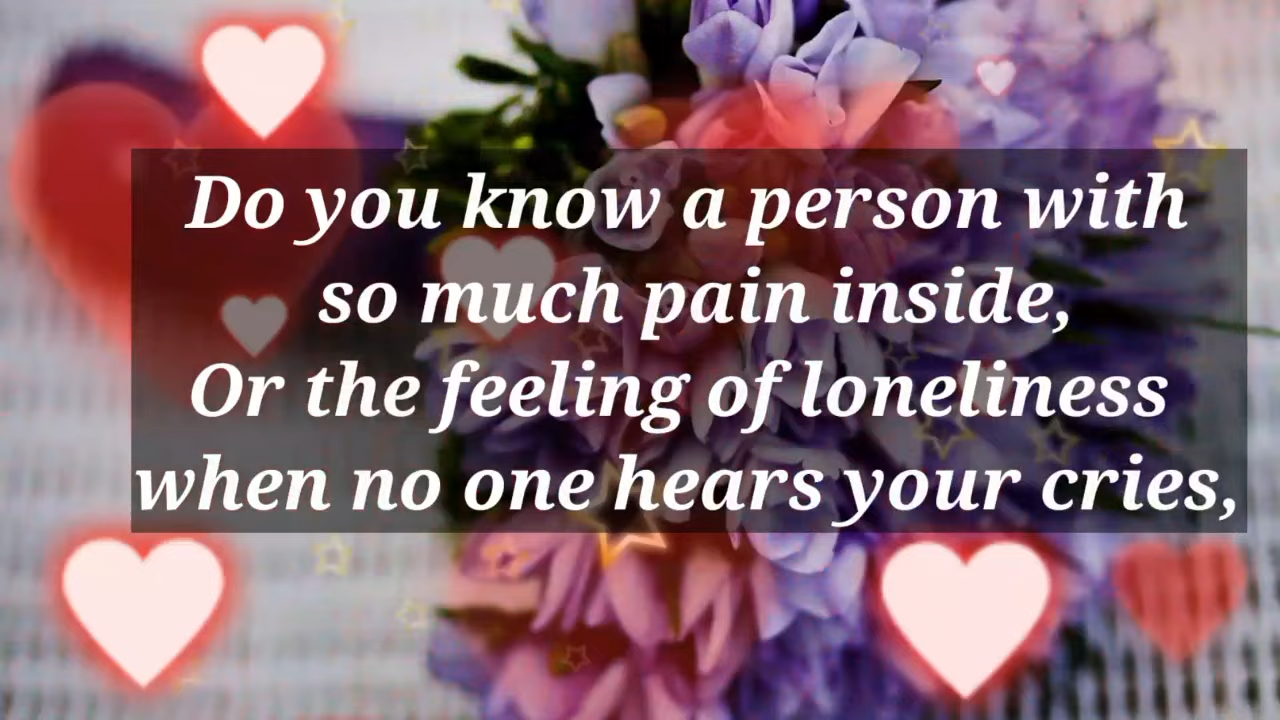 Do you know a person with
so much pain inside,
Or the feeling of loneliness
when no one hears your cries,